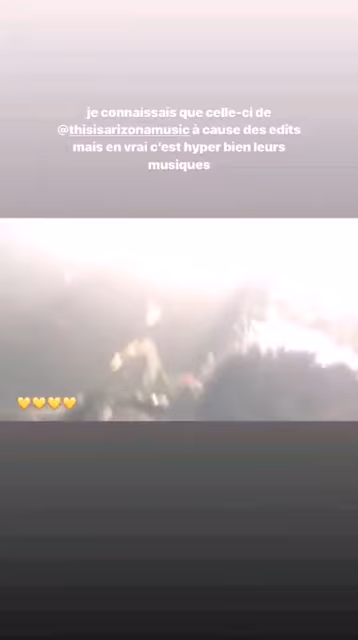 je connaissais que celle-ci de
@thisisarizonamusic à cause des edits
mais en vrai c'est hyper bien leurs
musiques
💛💛💛💛